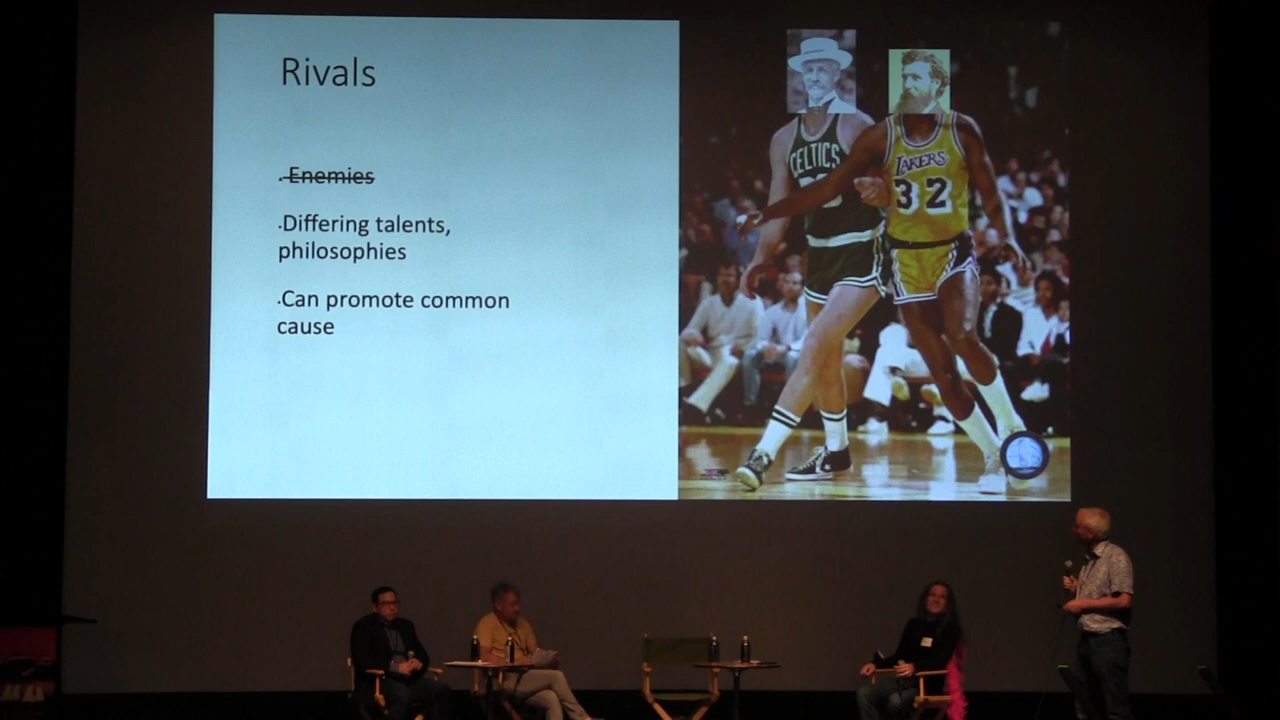 Rivals
Enemies
Differing talents,
philosophies
Can promote common
cause
CELTICS
LAKERS
32